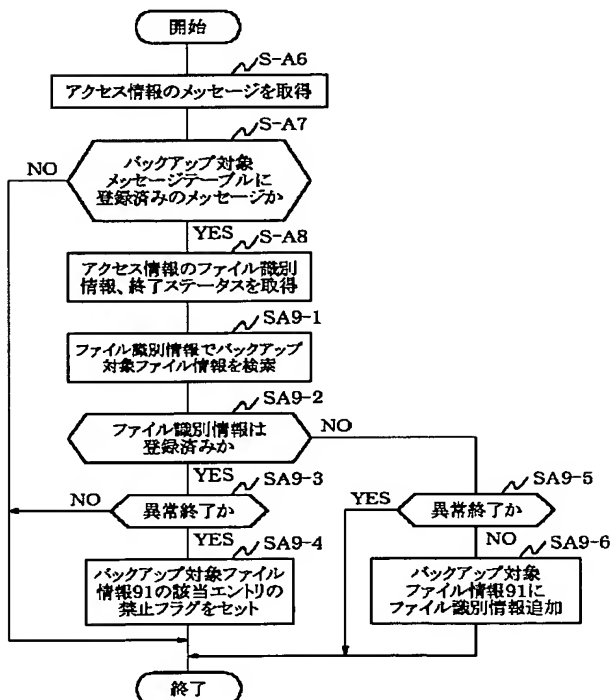 開始
S-A6
アクセス情報のメッセージを取得
S-A7
NO
バックアップ対象
メッセージテーブルに
登録済みのメッセージか
YES
S-A8
アクセス情報のファイル識別
情報、終了ステータスを取得
SA9-1
ファイル識別情報でバックアップ
対象ファイル情報を検索
SA9-2
ファイル識別情報は
登録済みか
NO
YES
SA9-3
NO
異常終了か
YES
SA9-4
バックアップ対象ファイル
情報91の該当エントリの
禁止フラグをセット
SA9-5
YES
異常終了か
NO
SA9-6
バックアップ対象
ファイル情報91に
ファイル識別情報追加
終了